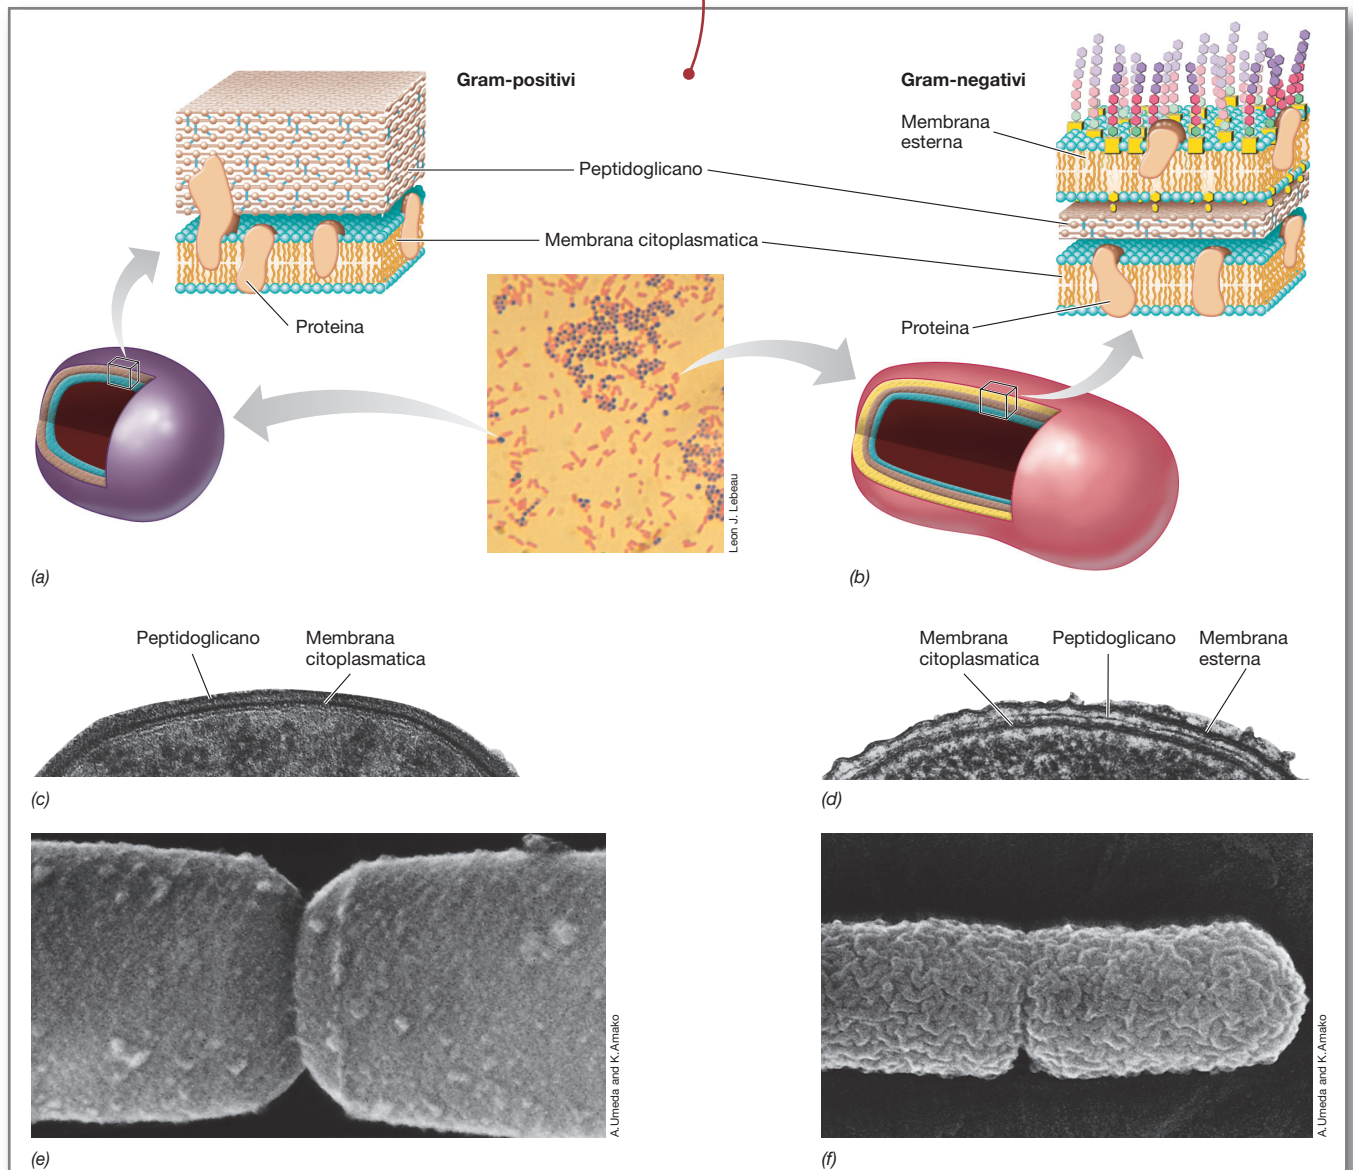 Gram-positivi
Gram-negativi
Membrana
esterna
Peptidoglicano
Membrana citoplasmatica
Proteina
Proteina
Leon J. Lebeau
(a)
(b)
Peptidoglicano
Membrana
citoplasmatica
Membrana
citoplasmatica
Peptidoglicano
Membrana
esterna
(c)
(d)
A.Umeda and K.Amako
A.Umeda and K.Amako
(e)
(f)